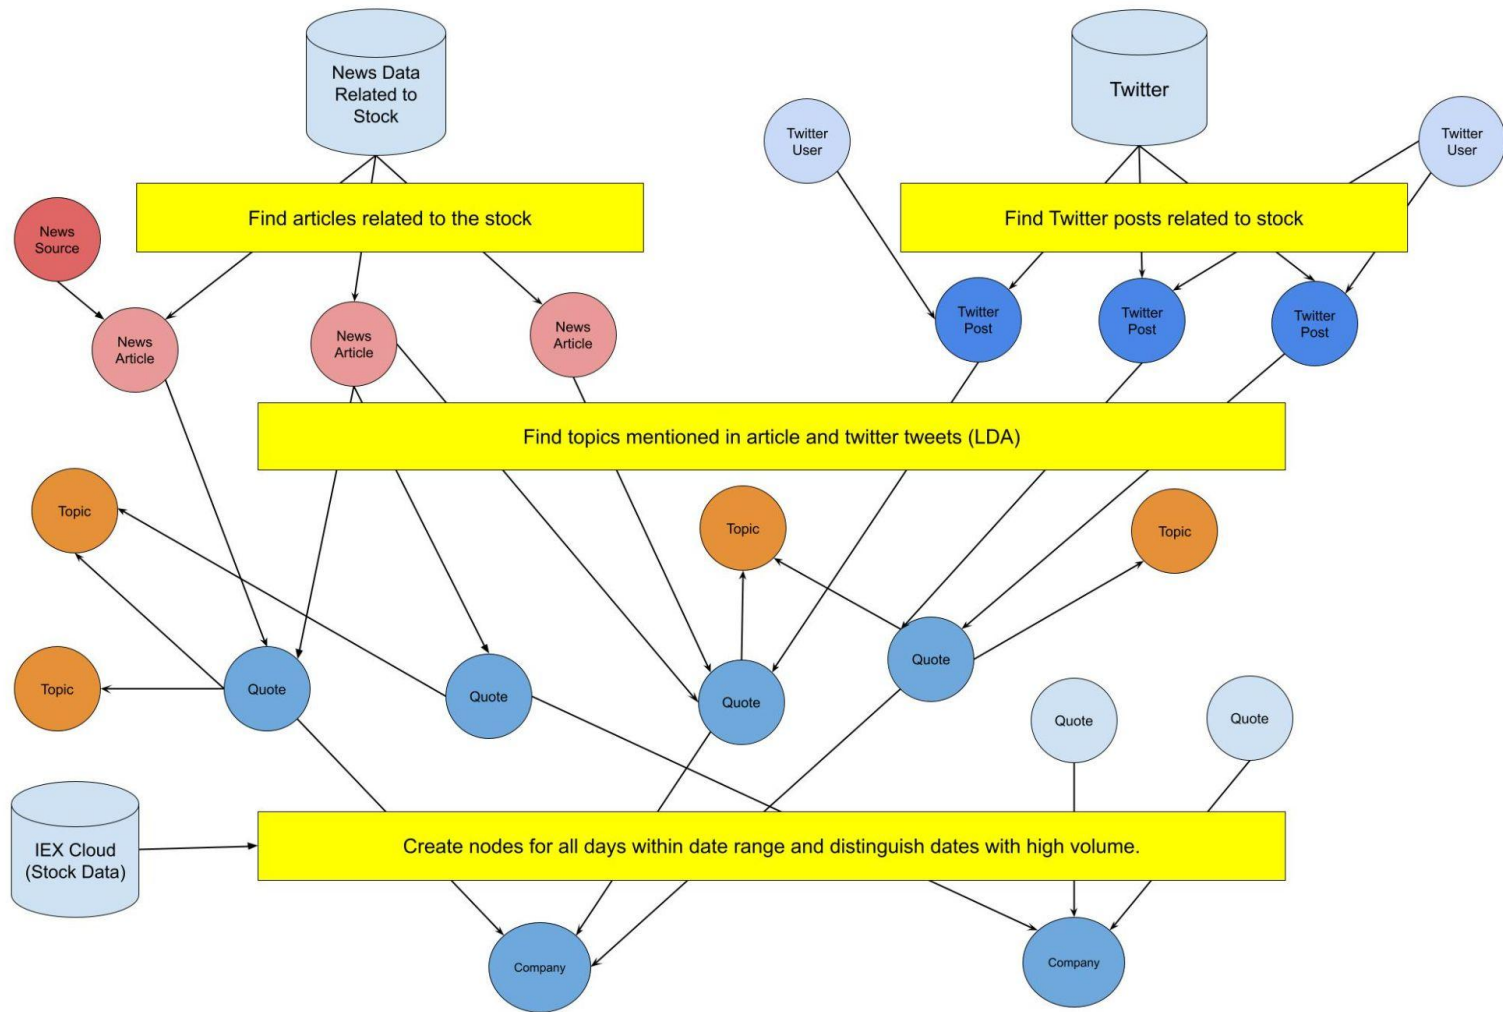 News Data
Related to
Stock
Twitter
Twitter
User
Twitter
User
Find articles related to the stock
Find Twitter posts related to stock
News
Source
News
Article
News
Article
News
Article
Twitter
Post
Twitter
Post
Twitter
Post
Find topics mentioned in article and twitter tweets (LDA)
Topic
Topic
Topic
Topic
Quote
Quote
Quote
Quote
Quote
Quote
IEX Cloud
(Stock Data)
Create nodes for all days within date range and distinguish dates with high volume.
Company
Company